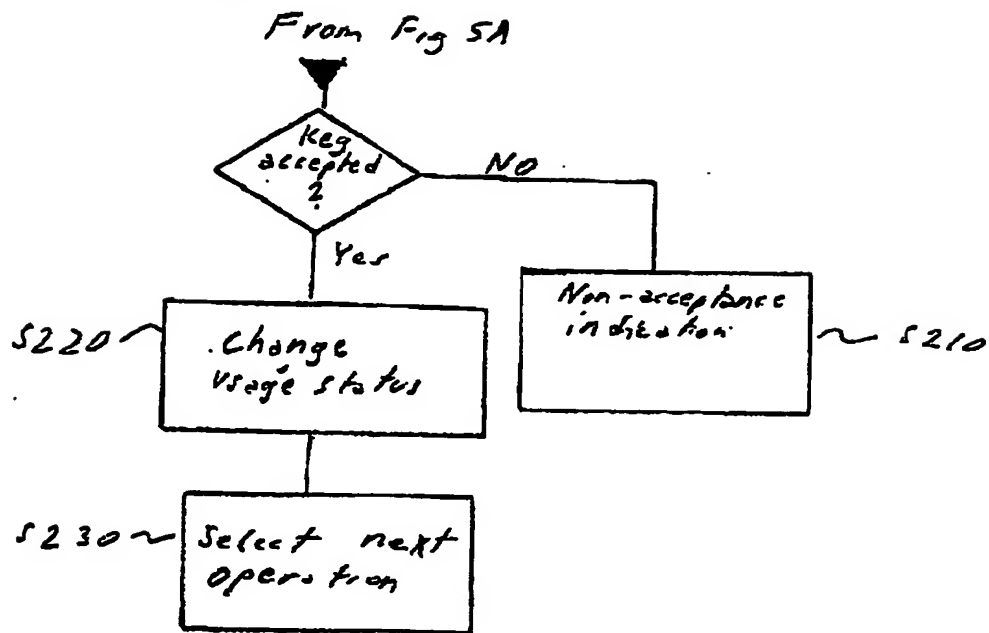 From Fig 5A
Keg
accepted
?
NO
Yes
Non-acceptance
indication
S210
S220
Change
Usage status
S230
Select next
operation